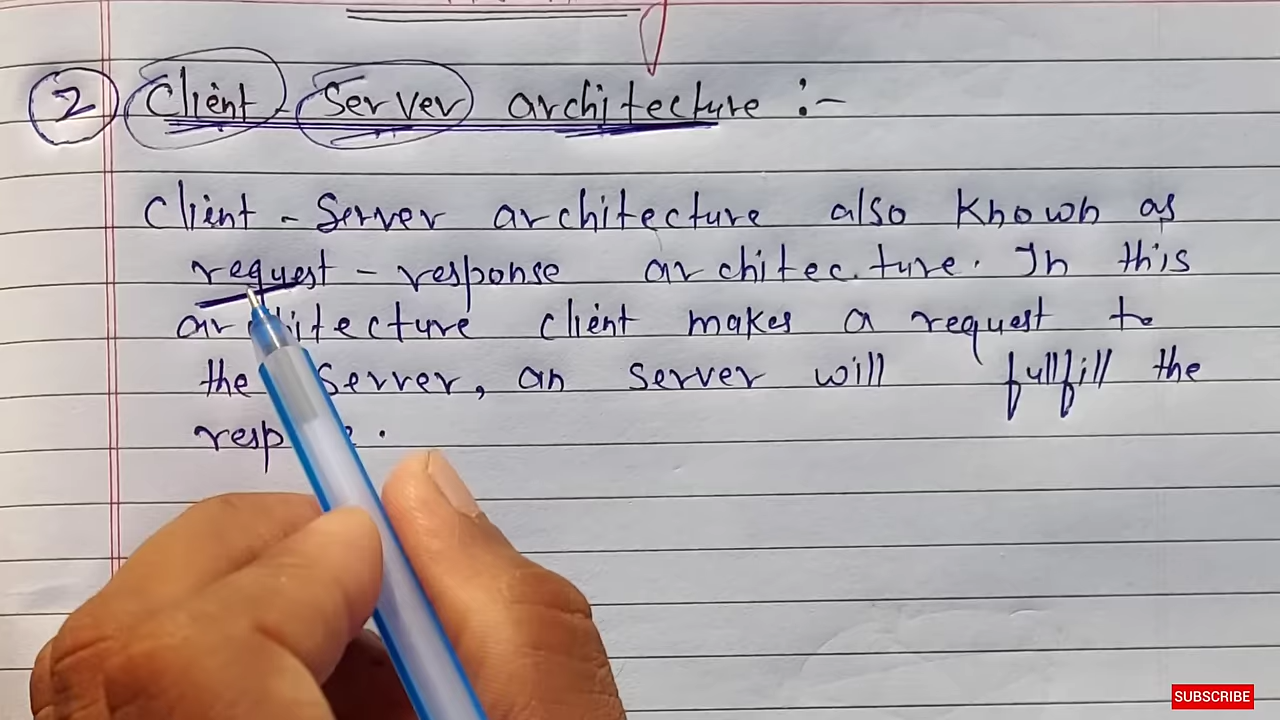 2 Client - Server architecture :-
Client - Server architecture also known as
request - response architecture. In this
architecture client makes a request to
the server, an server will fullfill the
SUBSCRIBE